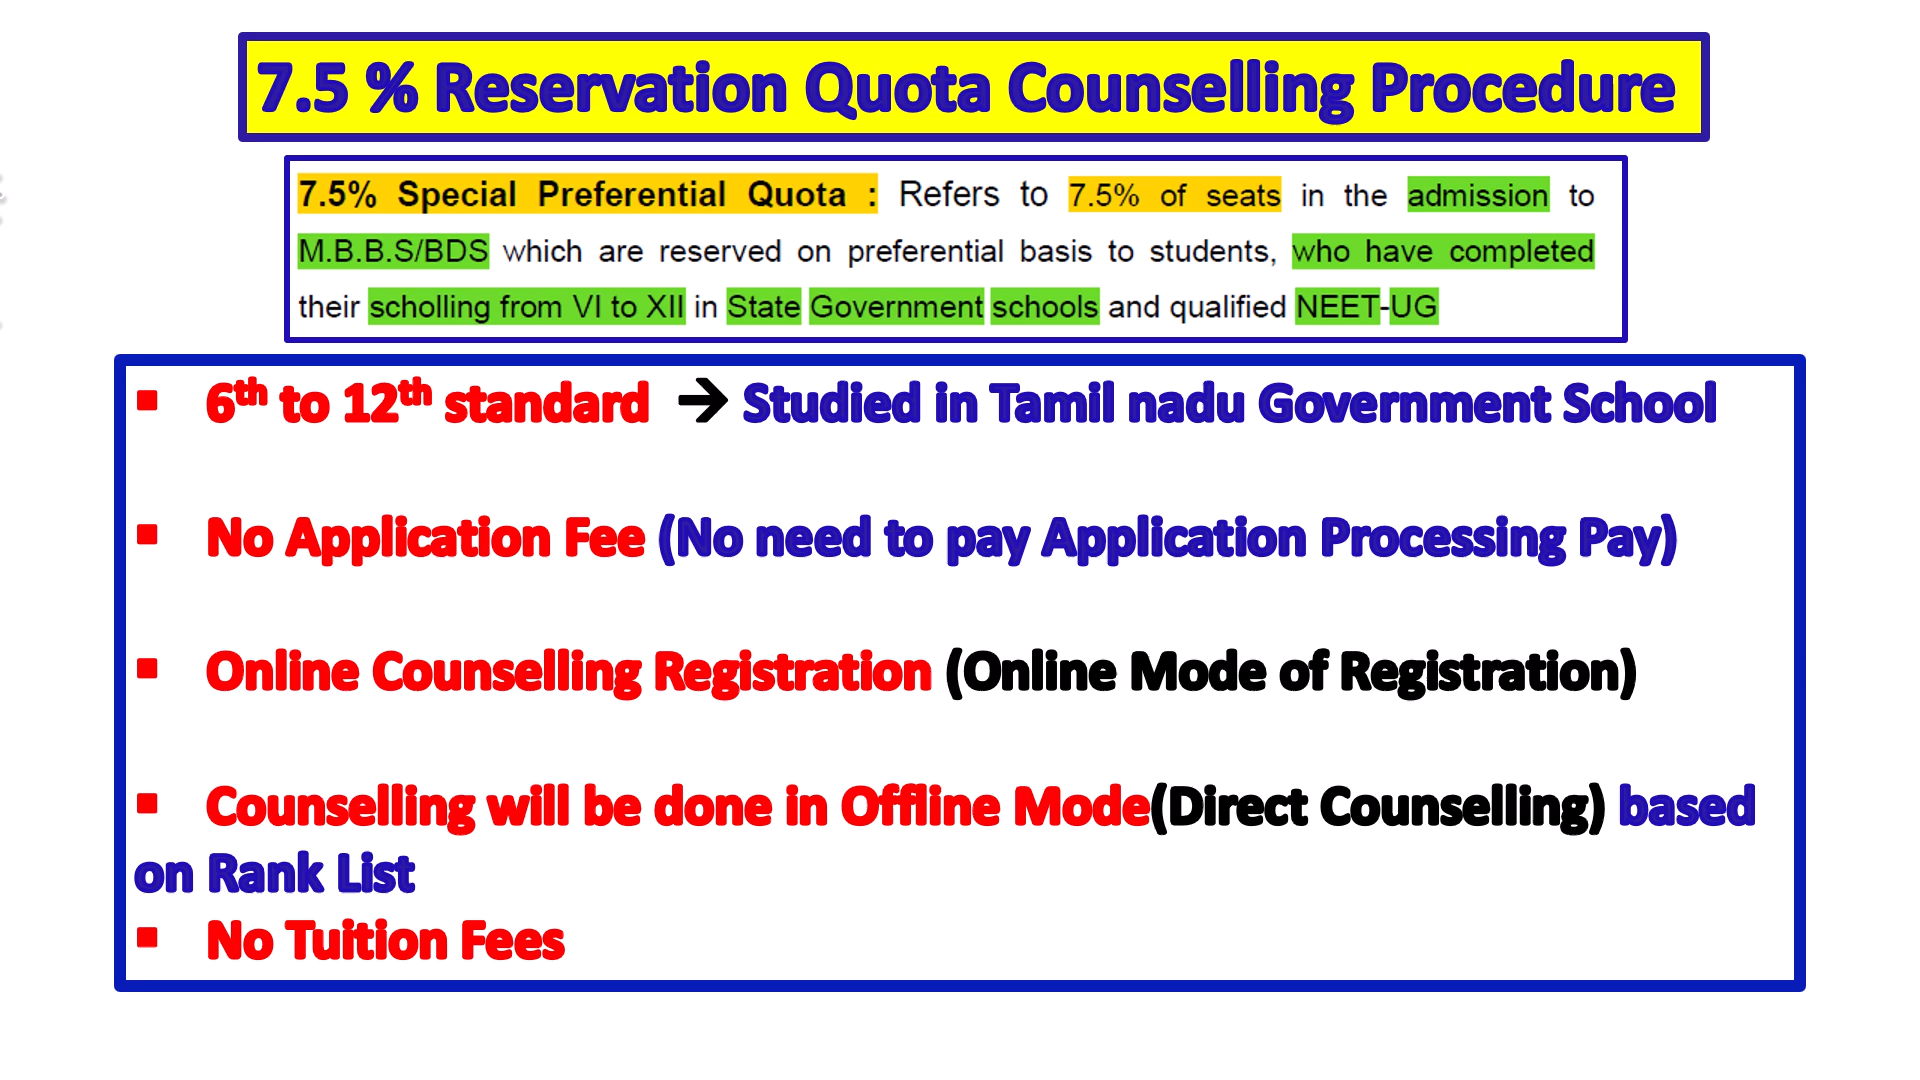 7.5 % Reservation Quota Counselling Procedure
7.5% Special Preferential Quota : Refers to 7.5% of seats in the admission to
M.B.B.S/BDS which are reserved on preferential basis to students, who have completed
their scholling from VI to XII in State Government schools and qualified NEET-UG
▪ 6th to 12th standard → Studied in Tamil nadu Government School
▪ No Application Fee (No need to pay Application Processing Pay)
▪ Online Counselling Registration (Online Mode of Registration)
▪ Counselling will be done in Offline Mode(Direct Counselling) based
on Rank List
▪ No Tuition Fees